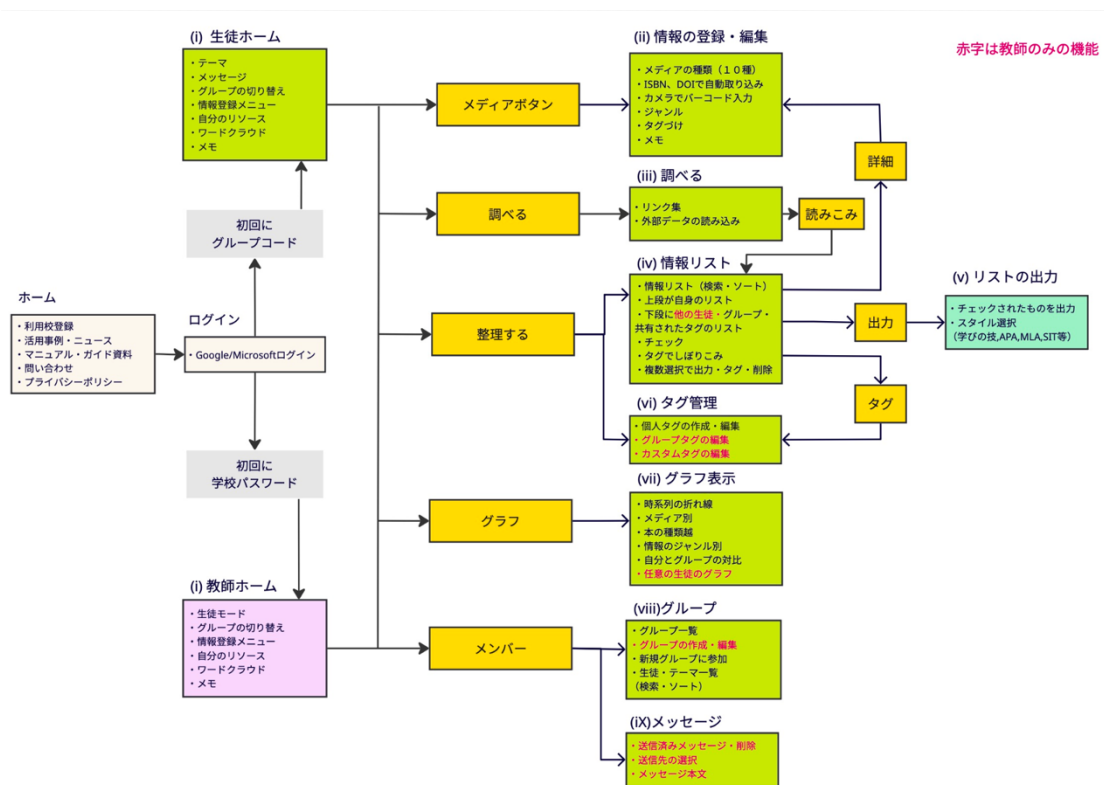 赤字は教師のみの機能
(i) 生徒ホーム
・テーマ
・メッセージ
・グループの切り替え
・情報登録メニュー
・自分のリソース
・ワードクラウド
・メモ
メディアボタン
(ii) 情報の登録・編集
・メディアの種類（１０種）
・ISBN、DOIで自動取り込み
・カメラでバーコード入力
・ジャンル
・タグづけ
・メモ
詳細
初回に
グループコード
調べる
(iii) 調べる
・リンク集
・外部データの読み込み
読みこみ
ホーム
・利用校登録
・活用事例・ニュース
・マニュアル・ガイド資料
・問い合わせ
・プライバシーポリシー
ログイン
・Google/Microsoftログイン
整理する
(iv) 情報リスト
・情報リスト（検索・ソート）
・上段が自身のリスト
・下段に他の生徒・グループ・
共有されたタグのリスト
・チェック
・タグでしぼりこみ
・複数選択で出力・タグ・削除
出力
(v) リストの出力
・チェックされたものを出力
・スタイル選択
（学びの技,APA,MLA,SIT等）
タグ
(vi) タグ管理
・個人タグの作成・編集
・グループタグの編集
・カスタムタグの編集
初回に
学校パスワード
グラフ
(vii) グラフ表示
・時系列の折れ線
・メディア別
・本の種類越
・情報のジャンル別
・自分とグループの対比
・任意の生徒のグラフ
(i) 教師ホーム
・生徒モード
・グループの切り替え
・情報登録メニュー
・自分のリソース
・ワードクラウド
・メモ
メンバー
(viii)グループ
・グループ一覧
・グループの作成・編集
・新規グループに参加
・生徒・テーマ一覧
（検索・ソート）
(iX)メッセージ
・送信済みメッセージ・削除
・送信先の選択
・メッセージ本文